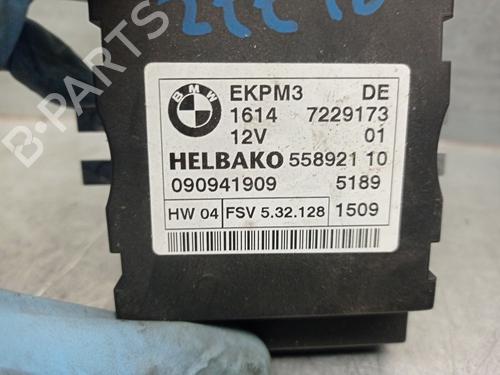 BMW
EKPM3 DE
1614 7229173
12V 01
HELBAKO 558921 10
090941909 5189
HW 04 FSV 5.32.128 1509
B-PARTS